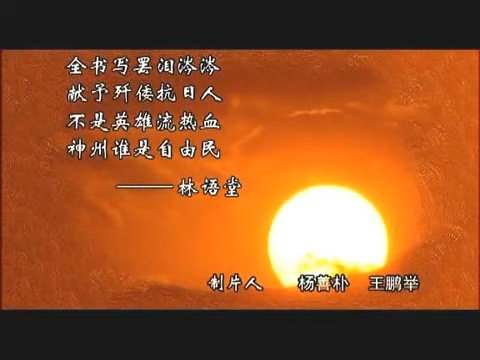 全书写罢泪涔涔
献予歼倭抗日人
不是英雄流热血
神州谁是自由民
——林语堂
制片人 杨善朴 王鹏举